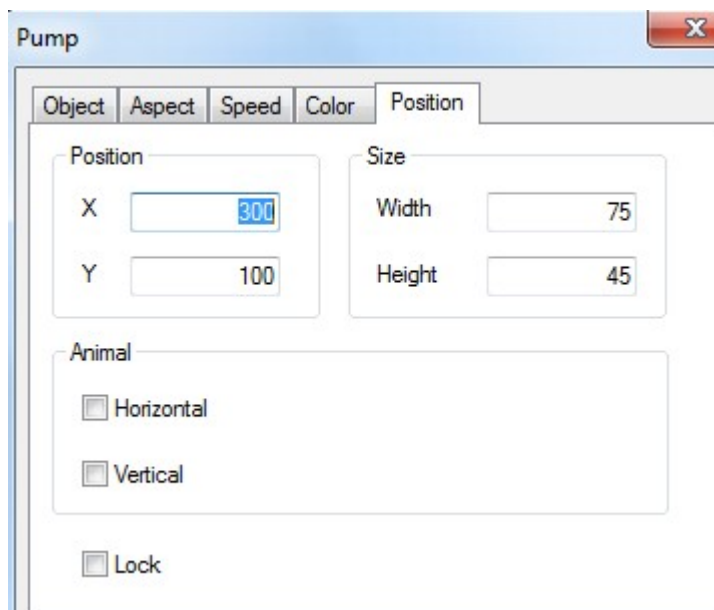 Pump
Object Aspect Speed Color Position
Position Size
X 300 Width 75
Y 100 Height 45
Animal
Horizontal
Vertical
Lock